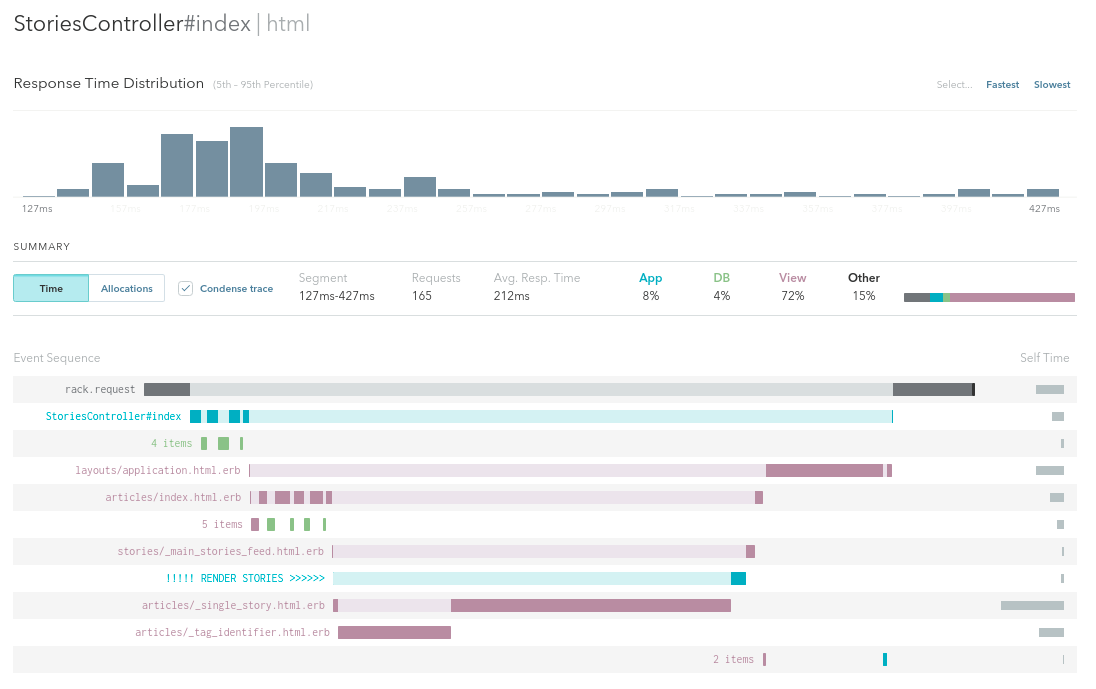 StoriesController#index | html
Response Time Distribution (5th - 95th Percentile) Select... Fastest Slowest
127ms 157ms 177ms 197ms 217ms 237ms 257ms 277ms 297ms 317ms 337ms 357ms 377ms 397ms 427ms
SUMMARY
Time Allocations Condense trace
Segment Requests Avg. Resp. Time App DB View Other
127ms-427ms 165 212ms 8% 4% 72% 15%
Event Sequence Self Time
rack.request
StoriesController#index
4 items
layouts/application.html.erb
articles/index.html.erb
5 items
stories/_main_stories_feed.html.erb
!!!!! RENDER STORIES >>>>>>
articles/_single_story.html.erb
articles/_tag_identifier.html.erb
2 items